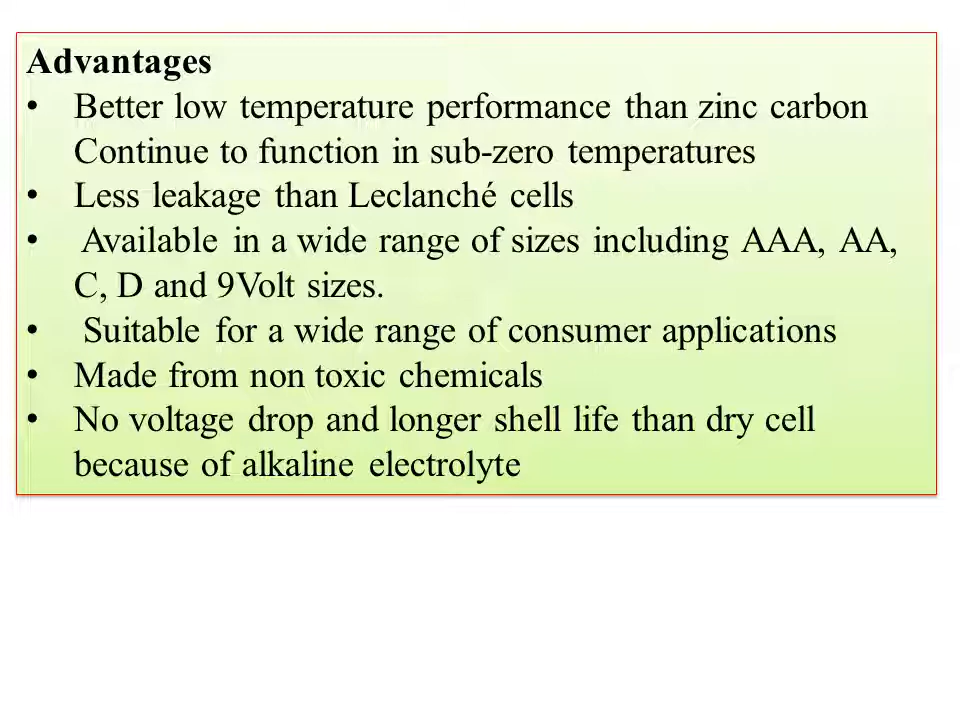 Advantages
• Better low temperature performance than zinc carbon
Continue to function in sub-zero temperatures
• Less leakage than Leclanché cells
• Available in a wide range of sizes including AAA, AA,
C, D and 9Volt sizes.
• Suitable for a wide range of consumer applications
• Made from non toxic chemicals
• No voltage drop and longer shell life than dry cell
because of alkaline electrolyte